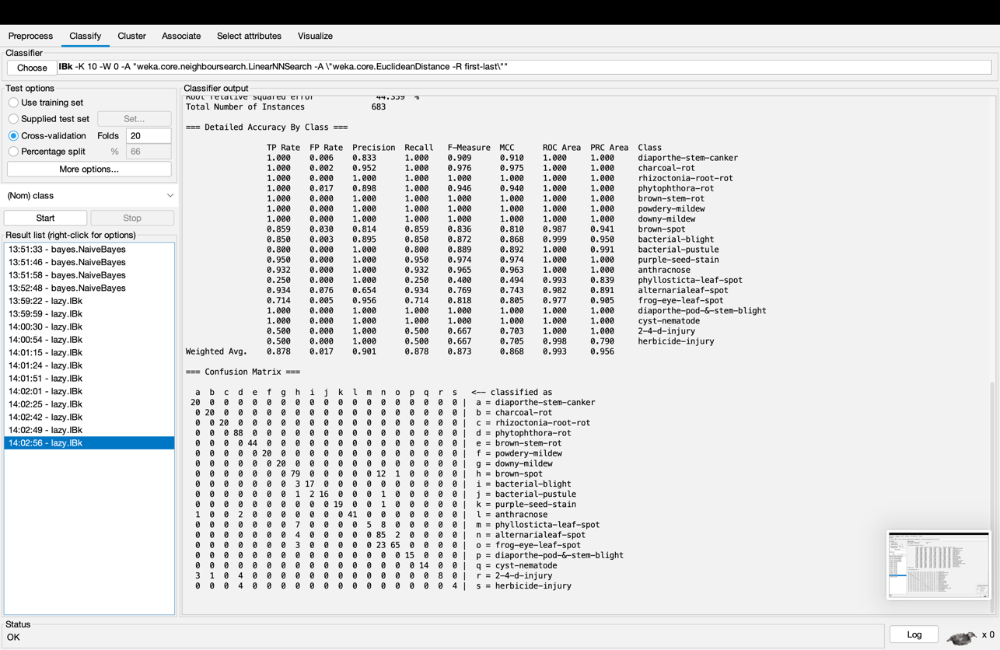 Preprocess Classify Cluster Associate Select attributes Visualize
Classifier
Choose IBk -K 10 -W 0 -A "weka.core.neighboursearch.LinearNNSearch -A \"weka.core.EuclideanDistance -R first-last\""
Test options
Use training set
Supplied test set Set...
Cross-validation Folds 20
Percentage split % 66
More options...
(Nom) class
Start Stop
Result list (right-click for options)
13:51:33 - bayes.NaiveBayes
13:51:46 - bayes.NaiveBayes
13:51:58 - bayes.NaiveBayes
13:52:48 - bayes.NaiveBayes
13:59:22 - lazy.IBk
13:59:59 - lazy.IBk
14:00:30 - lazy.IBk
14:00:54 - lazy.IBk
14:01:15 - lazy.IBk
14:01:24 - lazy.IBk
14:01:51 - lazy.IBk
14:02:01 - lazy.IBk
14:02:25 - lazy.IBk
14:02:42 - lazy.IBk
14:02:49 - lazy.IBk
14:02:56 - lazy.IBk
Classifier output
Root relative squared error 44.359 %
Total Number of Instances 683
=== Detailed Accuracy By Class ===
TP Rate FP Rate Precision Recall F-Measure MCC ROC Area PRC Area Class
1.000 0.006 0.833 1.000 0.909 0.910 1.000 1.000 diaporthe-stem-canker
1.000 0.002 0.952 1.000 0.976 0.975 1.000 1.000 charcoal-rot
1.000 0.000 1.000 1.000 1.000 1.000 1.000 1.000 rhizoctonia-root-rot
1.000 0.017 0.898 1.000 0.946 0.940 1.000 1.000 phytophthora-rot
1.000 0.000 1.000 1.000 1.000 1.000 1.000 1.000 brown-stem-rot
1.000 0.000 1.000 1.000 1.000 1.000 1.000 1.000 powdery-mildew
1.000 0.000 1.000 1.000 1.000 1.000 1.000 1.000 downy-mildew
0.859 0.030 0.814 0.859 0.836 0.810 0.987 0.941 brown-spot
0.850 0.003 0.895 0.850 0.872 0.868 0.999 0.950 bacterial-blight
0.800 0.000 1.000 0.800 0.889 0.892 1.000 0.991 bacterial-pustule
0.950 0.000 1.000 0.950 0.974 0.974 1.000 1.000 purple-seed-stain
0.932 0.000 1.000 0.932 0.965 0.963 1.000 1.000 anthracnose
0.250 0.000 1.000 0.250 0.400 0.494 0.993 0.839 phyllosticta-leaf-spot
0.934 0.076 0.654 0.934 0.769 0.743 0.982 0.891 alternarialeaf-spot
0.714 0.005 0.956 0.714 0.818 0.805 0.977 0.905 frog-eye-leaf-spot
1.000 0.000 1.000 1.000 1.000 1.000 1.000 1.000 diaporthe-pod-&-stem-blight
1.000 0.000 1.000 1.000 1.000 1.000 1.000 1.000 cyst-nematode
0.500 0.000 1.000 0.500 0.667 0.703 1.000 1.000 2-4-d-injury
0.500 0.000 1.000 0.500 0.667 0.705 0.998 0.790 herbicide-injury
Weighted Avg. 0.878 0.017 0.901 0.878 0.873 0.868 0.993 0.956
=== Confusion Matrix ===
a b c d e f g h i j k l m n o p q r s <-- classified as
20 0 0 0 0 0 0 0 0 0 0 0 0 0 0 0 0 0 0 | a = diaporthe-stem-canker
0 20 0 0 0 0 0 0 0 0 0 0 0 0 0 0 0 0 0 | b = charcoal-rot
0 0 20 0 0 0 0 0 0 0 0 0 0 0 0 0 0 0 0 | c = rhizoctonia-root-rot
0 0 0 88 0 0 0 0 0 0 0 0 0 0 0 0 0 0 0 | d = phytophthora-rot
0 0 0 0 44 0 0 0 0 0 0 0 0 0 0 0 0 0 0 | e = brown-stem-rot
0 0 0 0 0 20 0 0 0 0 0 0 0 0 0 0 0 0 0 | f = powdery-mildew
0 0 0 0 0 0 20 0 0 0 0 0 0 0 0 0 0 0 0 | g = downy-mildew
0 0 0 0 0 0 0 79 0 0 0 0 0 12 1 0 0 0 0 | h = brown-spot
0 0 0 0 0 0 0 3 17 0 0 0 0 0 0 0 0 0 0 | i = bacterial-blight
0 0 0 0 0 0 0 1 2 16 0 0 0 1 0 0 0 0 0 | j = bacterial-pustule
0 0 0 0 0 0 0 0 0 0 19 0 0 1 0 0 0 0 0 | k = purple-seed-stain
1 0 0 2 0 0 0 0 0 0 0 41 0 0 0 0 0 0 0 | l = anthracnose
0 0 0 0 0 0 0 7 0 0 0 0 5 8 0 0 0 0 0 | m = phyllosticta-leaf-spot
0 0 0 0 0 0 0 4 0 0 0 0 0 85 2 0 0 0 0 | n = alternarialeaf-spot
0 0 0 0 0 0 0 3 0 0 0 0 0 23 65 0 0 0 0 | o = frog-eye-leaf-spot
0 0 0 0 0 0 0 0 0 0 0 0 0 0 0 15 0 0 0 | p = diaporthe-pod-&-stem-blight
0 0 0 0 0 0 0 0 0 0 0 0 0 0 0 0 14 0 0 | q = cyst-nematode
3 1 0 4 0 0 0 0 0 0 0 0 0 0 0 0 0 8 0 | r = 2-4-d-injury
0 0 0 4 0 0 0 0 0 0 0 0 0 0 0 0 0 0 4 | s = herbicide-injury
Status
OK
Log x 0